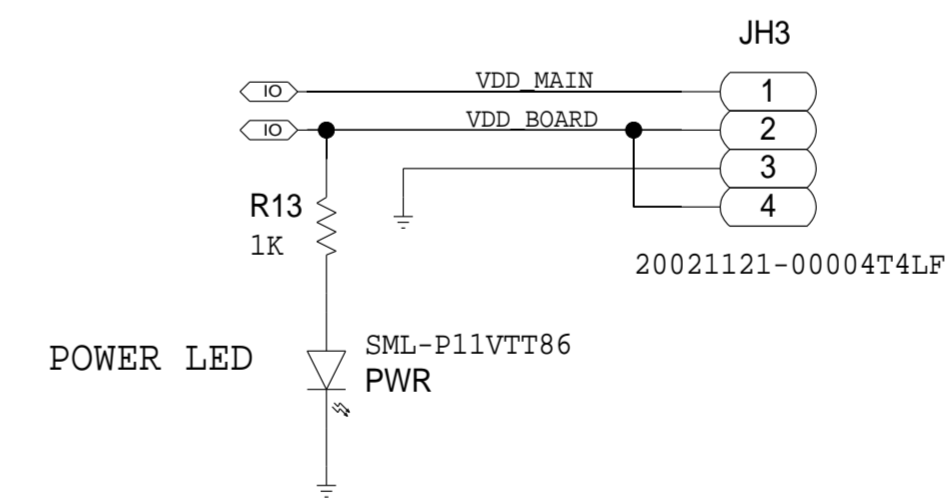 JH3
IO VDD_MAIN 1
IO VDD_BOARD 2
3
4
R13
1K
20021121-00004T4LF
POWER LED
SML-P11VTT86
PWR